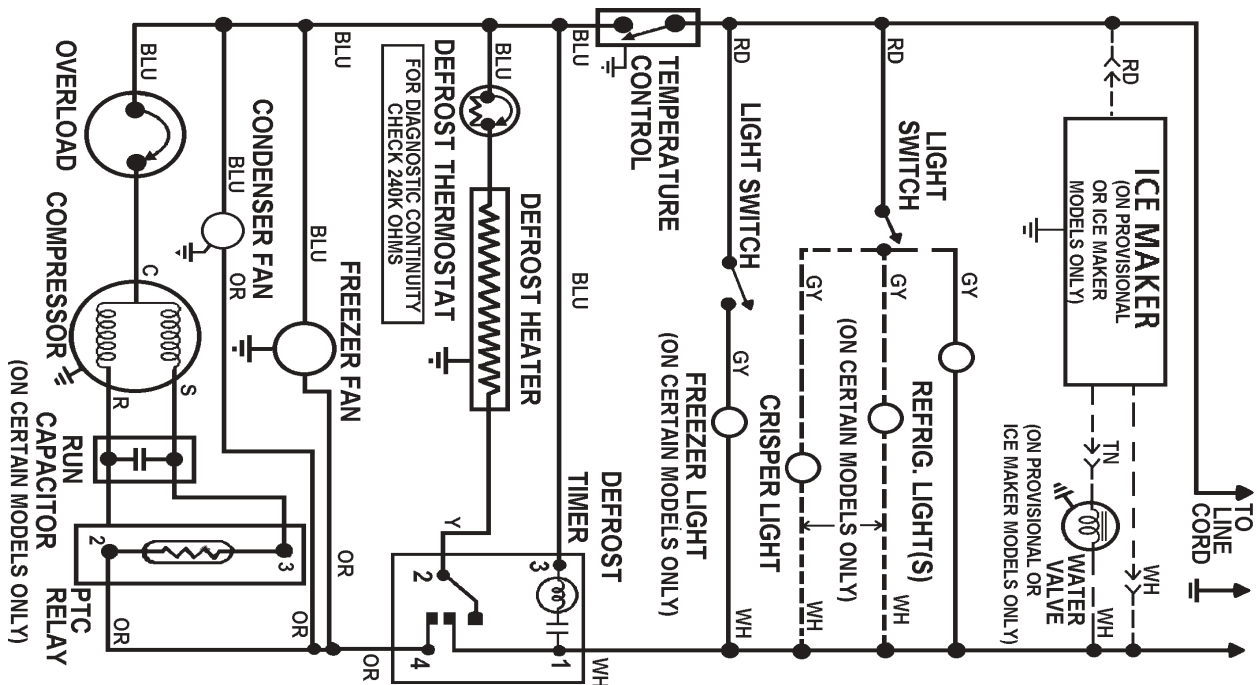 BLU
OVERLOAD
COMPRESSOR
(ON CERTAIN MODELS ONLY)
C
S
R
RUN
CAPACITOR
2
3
PTC
RELAY
OR
BLU
BLU
CONDENSER FAN
OR
OR
BLU
BLU
FREEZER FAN
OR
BLU
DEFROST THERMOSTAT
FOR DIAGNOSTIC CONTINUITY
CHECK 240K OHMS
DEFROST HEATER
Y
BLU
BLU
DEFROST
TIMER
3
2
1
4
OR
WH
TEMPERATURE
CONTROL
RD
LIGHT SWITCH
GY
FREEZER LIGHT
(ON CERTAIN MODELS ONLY)
WH
RD
LIGHT
SWITCH
GY
GY
GY
CRISPER LIGHT
(ON CERTAIN MODELS ONLY)
REFRIG. LIGHT(S)
WH
WH
RD
ICE MAKER
(ON PROVISIONAL
OR ICE MAKER
MODELS ONLY)
TN
WH
WATER
VALVE
(ON PROVISIONAL OR
ICE MAKER MODELS ONLY)
WH
TO
LINE
CORD